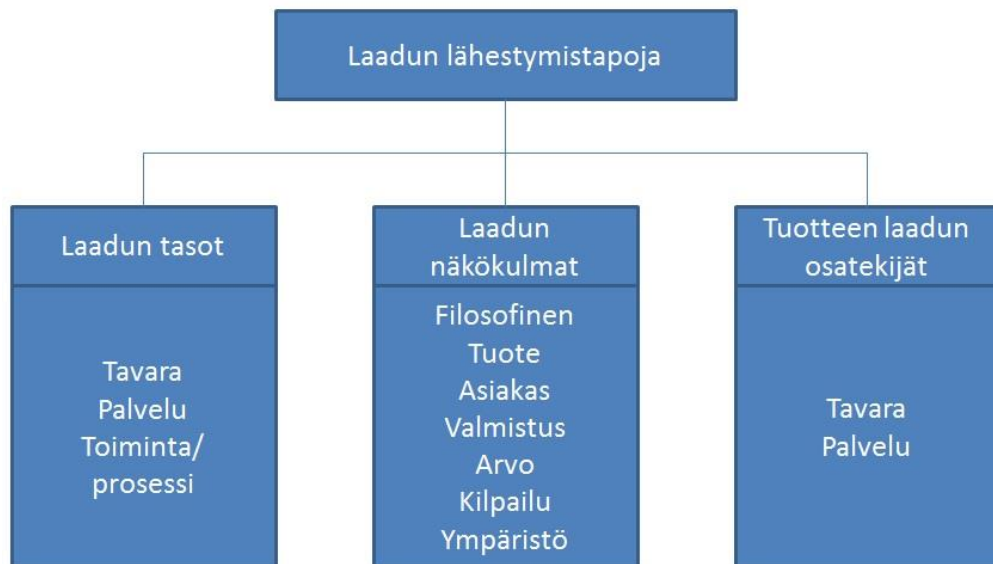 Laadun lähestymistapoja
Laadun tasot
Tavara
Palvelu
Toiminta/
prosessi
Laadun
näkökulmat
Filosofinen
Tuote
Asiakas
Valmistus
Arvo
Kilpailu
Ympäristö
Tuotteen laadun
osatekijät
Tavara
Palvelu